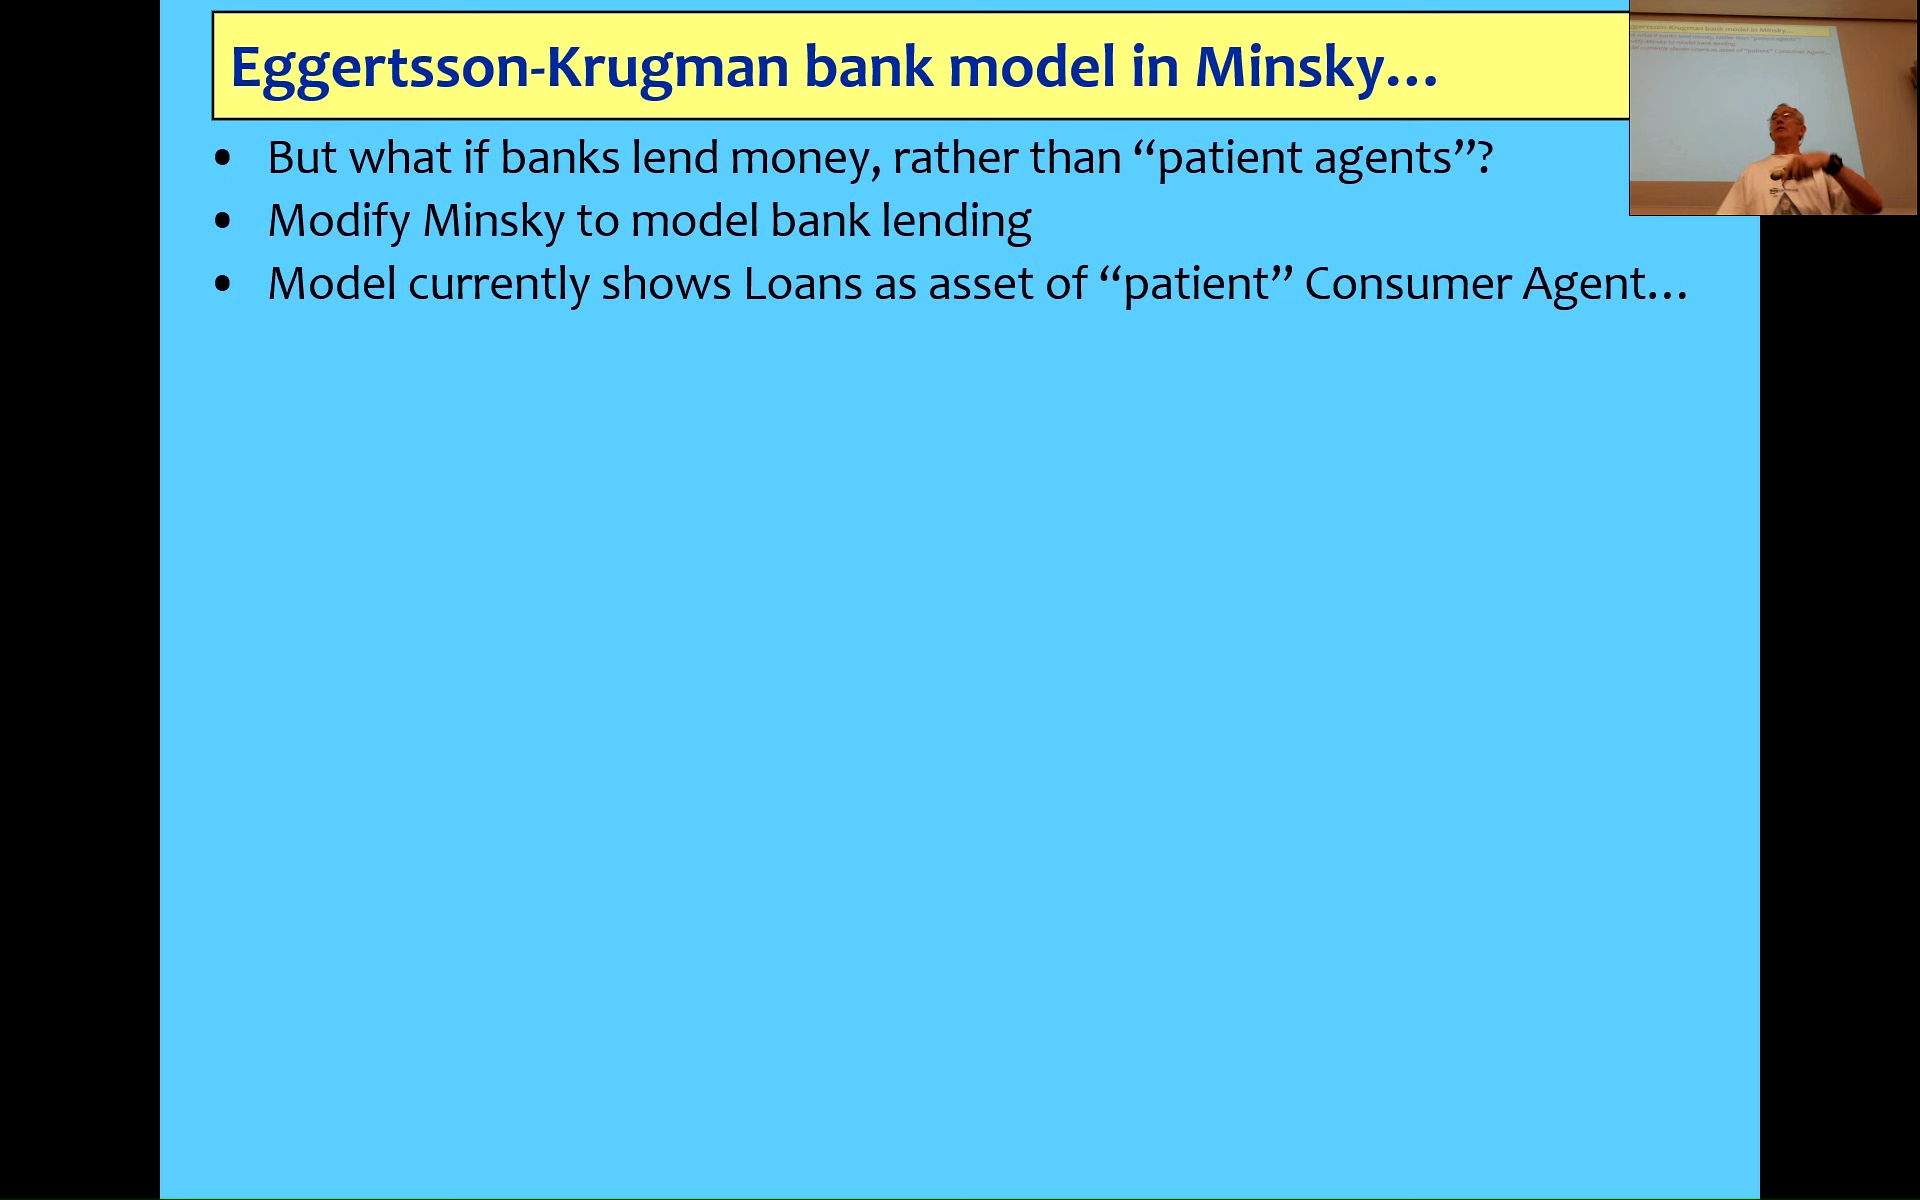 Eggertsson-Krugman bank model in Minsky…
• But what if banks lend money, rather than “patient agents”?
• Modify Minsky to model bank lending
• Model currently shows Loans as asset of “patient” Consumer Agent…